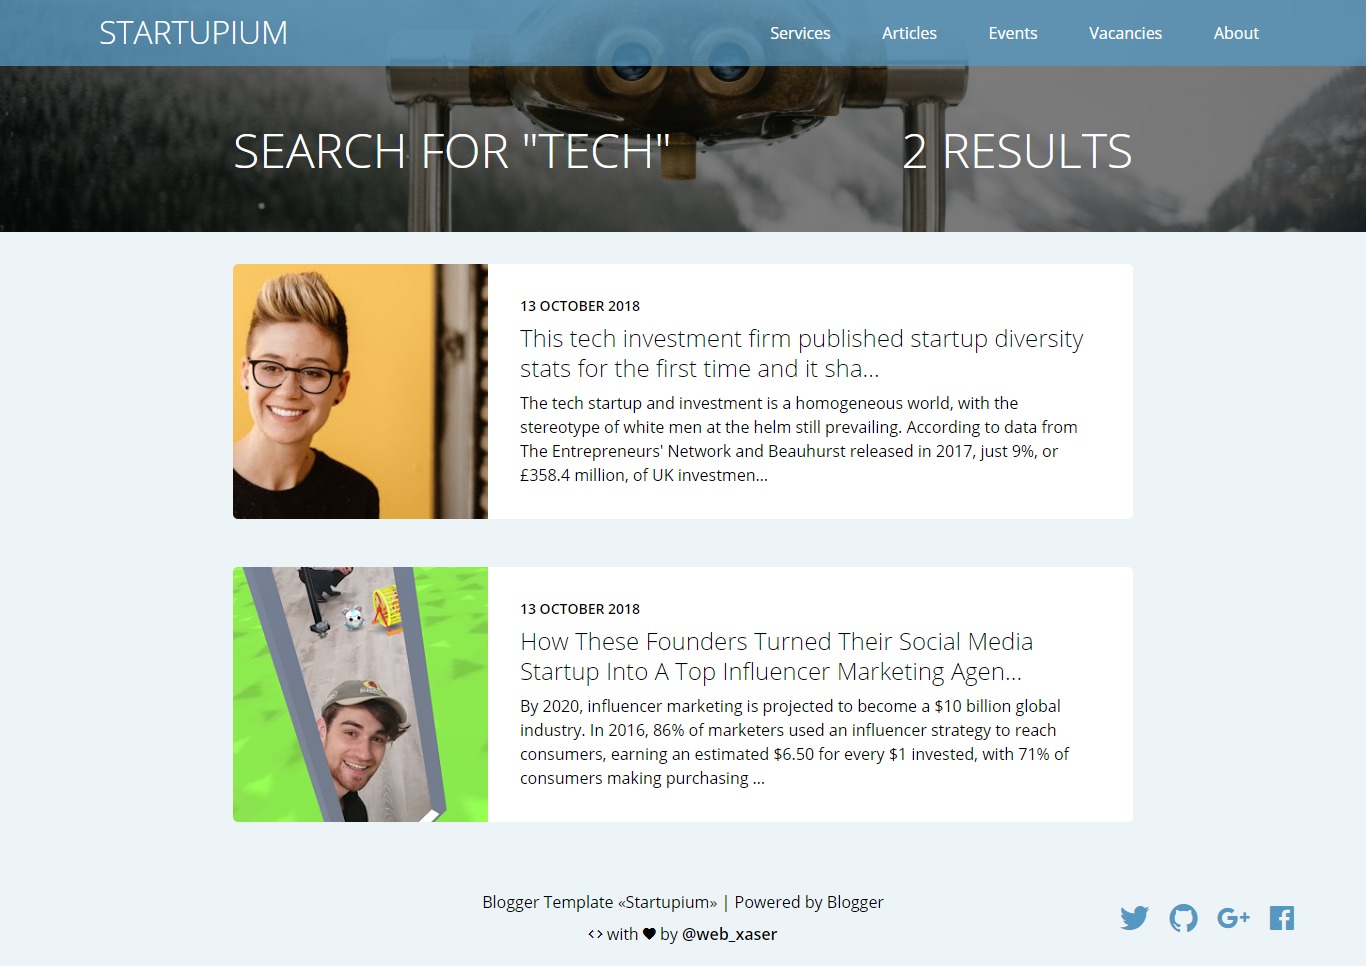 STARTUPIUM
Services Articles Events Vacancies About
SEARCH FOR "TECH" 2 RESULTS
13 OCTOBER 2018
This tech investment firm published startup diversity
stats for the first time and it sha...
The tech startup and investment is a homogeneous world, with the
stereotype of white men at the helm still prevailing. According to data from
The Entrepreneurs' Network and Beauhurst released in 2017, just 9%, or
£358.4 million, of UK investmen...
13 OCTOBER 2018
How These Founders Turned Their Social Media
Startup Into A Top Influencer Marketing Agen...
By 2020, influencer marketing is projected to become a $10 billion global
industry. In 2016, 86% of marketers used an influencer strategy to reach
consumers, earning an estimated $6.50 for every $1 invested, with 71% of
consumers making purchasing ...
Blogger Template «Startupium» | Powered by Blogger
<> with ♥ by @web_xaser
G+